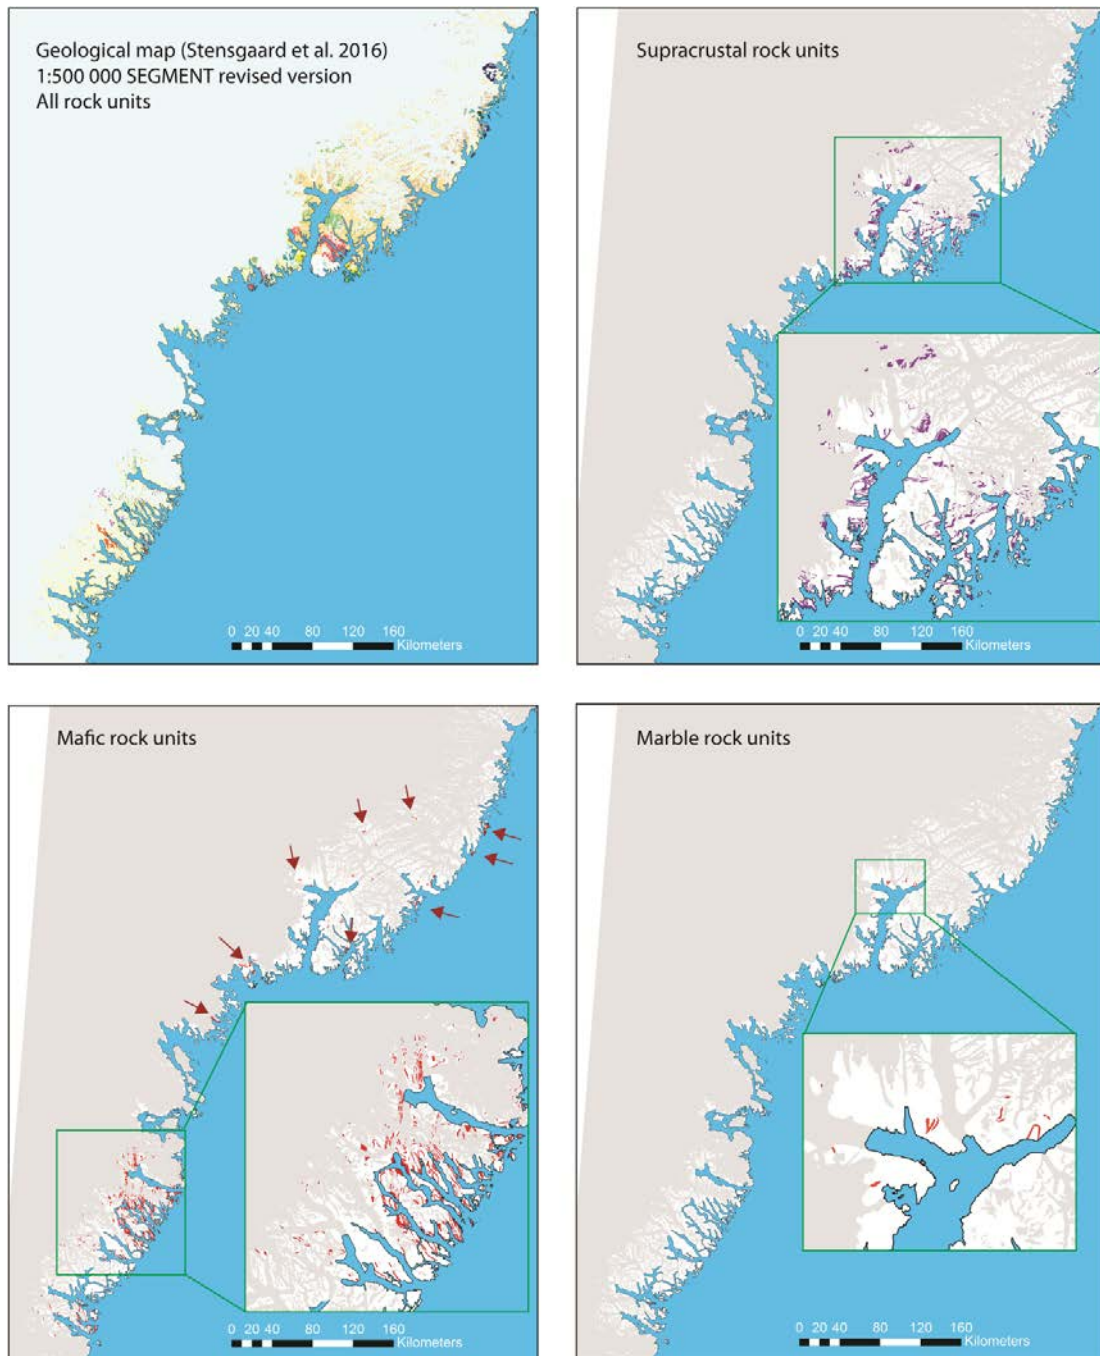 Geological map (Stensgaard et al. 2016)
1:500 000 SEGMENT revised version
All rock units
0 20 40 80 120 160
Kilometers
Supracrustal rock units
0 20 40 80 120 160
Kilometers
Mafic rock units
0 20 40 80 120 160
Kilometers
Marble rock units
0 20 40 80 120 160
Kilometers